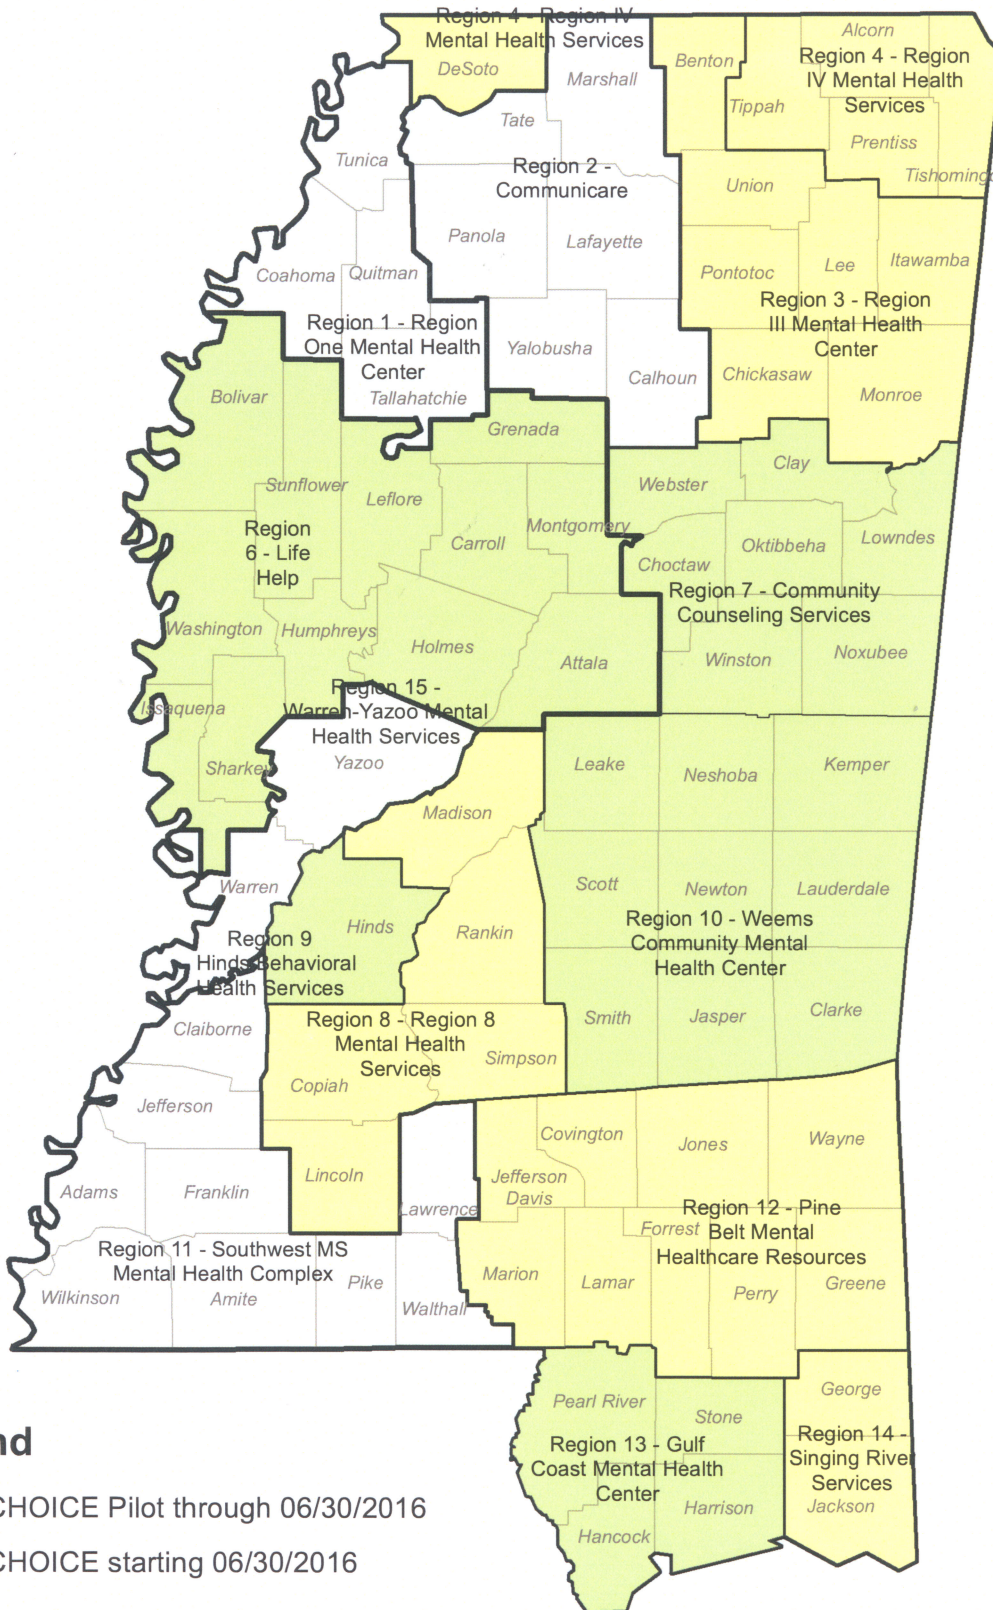 Region 4 - Region IV
Mental Health Services
DeSoto
Marshall
Benton
Alcorn
Region 4 - Region
IV Mental Health
Services
Tippah
Prentiss
Tishoming
Tate
Tunica
Region 2 -
Communicare
Union
Panola
Lafayette
Coahoma
Quitman
Pontotoc
Lee
Itawamba
Region 3 - Region
III Mental Health
Center
Region 1 - Region
One Mental Health
Center
Tallahatchie
Yalobusha
Calhoun
Chickasaw
Monroe
Bolivar
Grenada
Sunflower
Leflore
Webster
Clay
Region
6 - Life
Help
Carroll
Montgomery
Choctaw
Oktibbeha
Lowndes
Region 7 - Community
Counseling Services
Washington
Humphreys
Holmes
Attala
Winston
Noxubee
Issaquena
Region 15 -
Warren-Yazoo Mental
Health Services
Yazoo
Sharkey
Leake
Neshoba
Kemper
Madison
Warren
Hinds
Rankin
Scott
Newton
Lauderdale
Region 10 - Weems
Community Mental
Health Center
Region 9
Hinds Behavioral
Health Services
Claiborne
Region 8 - Region 8
Mental Health
Services
Simpson
Copiah
Smith
Jasper
Clarke
Jefferson
Covington
Jones
Wayne
Adams
Franklin
Lincoln
Lawrence
Jefferson
Davis
Region 12 - Pine
Belt Mental
Healthcare Resources
Forrest
Region 11 - Southwest MS
Mental Health Complex
Wilkinson
Amite
Pike
Walthall
Marion
Lamar
Perry
Greene
Pearl River
Stone
George
Region 13 - Gulf
Coast Mental Health
Center
Region 14 -
Singing River
Services
Hancock
Harrison
Jackson
nd
CHOICE Pilot through 06/30/2016
CHOICE starting 06/30/2016